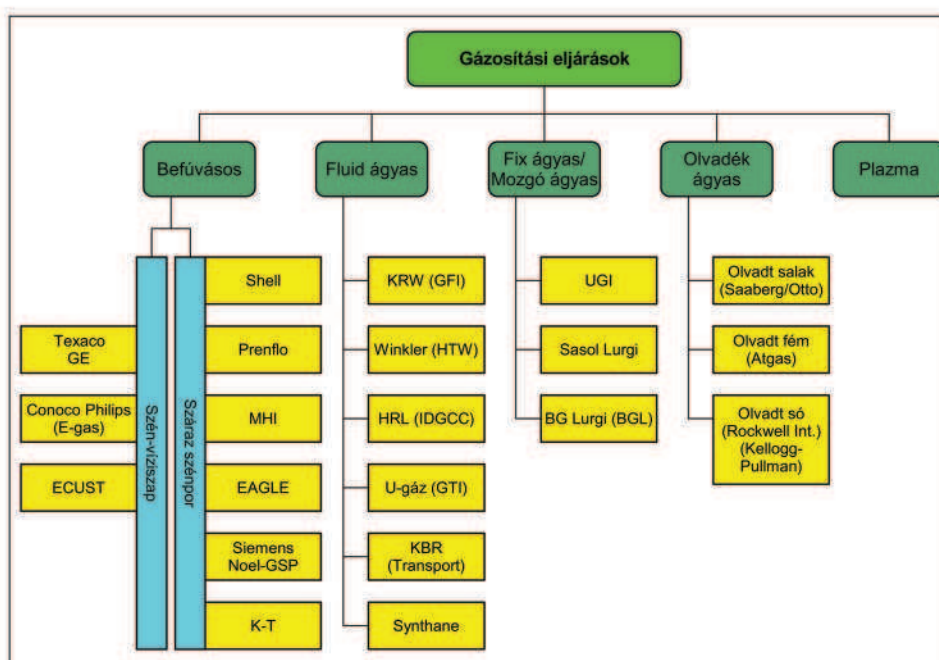 Gázosítási eljárások
Befúvásos
Fluid ágyas
Fix ágyas/
Mozgó ágyas
Olvadék
ágyas
Plazma
Szén-víziszap
Száraz szénpor
Texaco
GE
Conoco Philips
(E-gas)
ECUST
Shell
Prenflo
MHI
EAGLE
Siemens
Noel-GSP
K-T
KRW (GFI)
Winkler (HTW)
HRL (IDGCC)
U-gáz (GTI)
KBR
(Transport)
Synthane
UGI
Sasol Lurgi
BG Lurgi (BGL)
Olvadt salak
(Saaberg/Otto)
Olvadt fém
(Atgas)
Olvadt só
(Rockwell Int.)
(Kellogg-
Pullman)